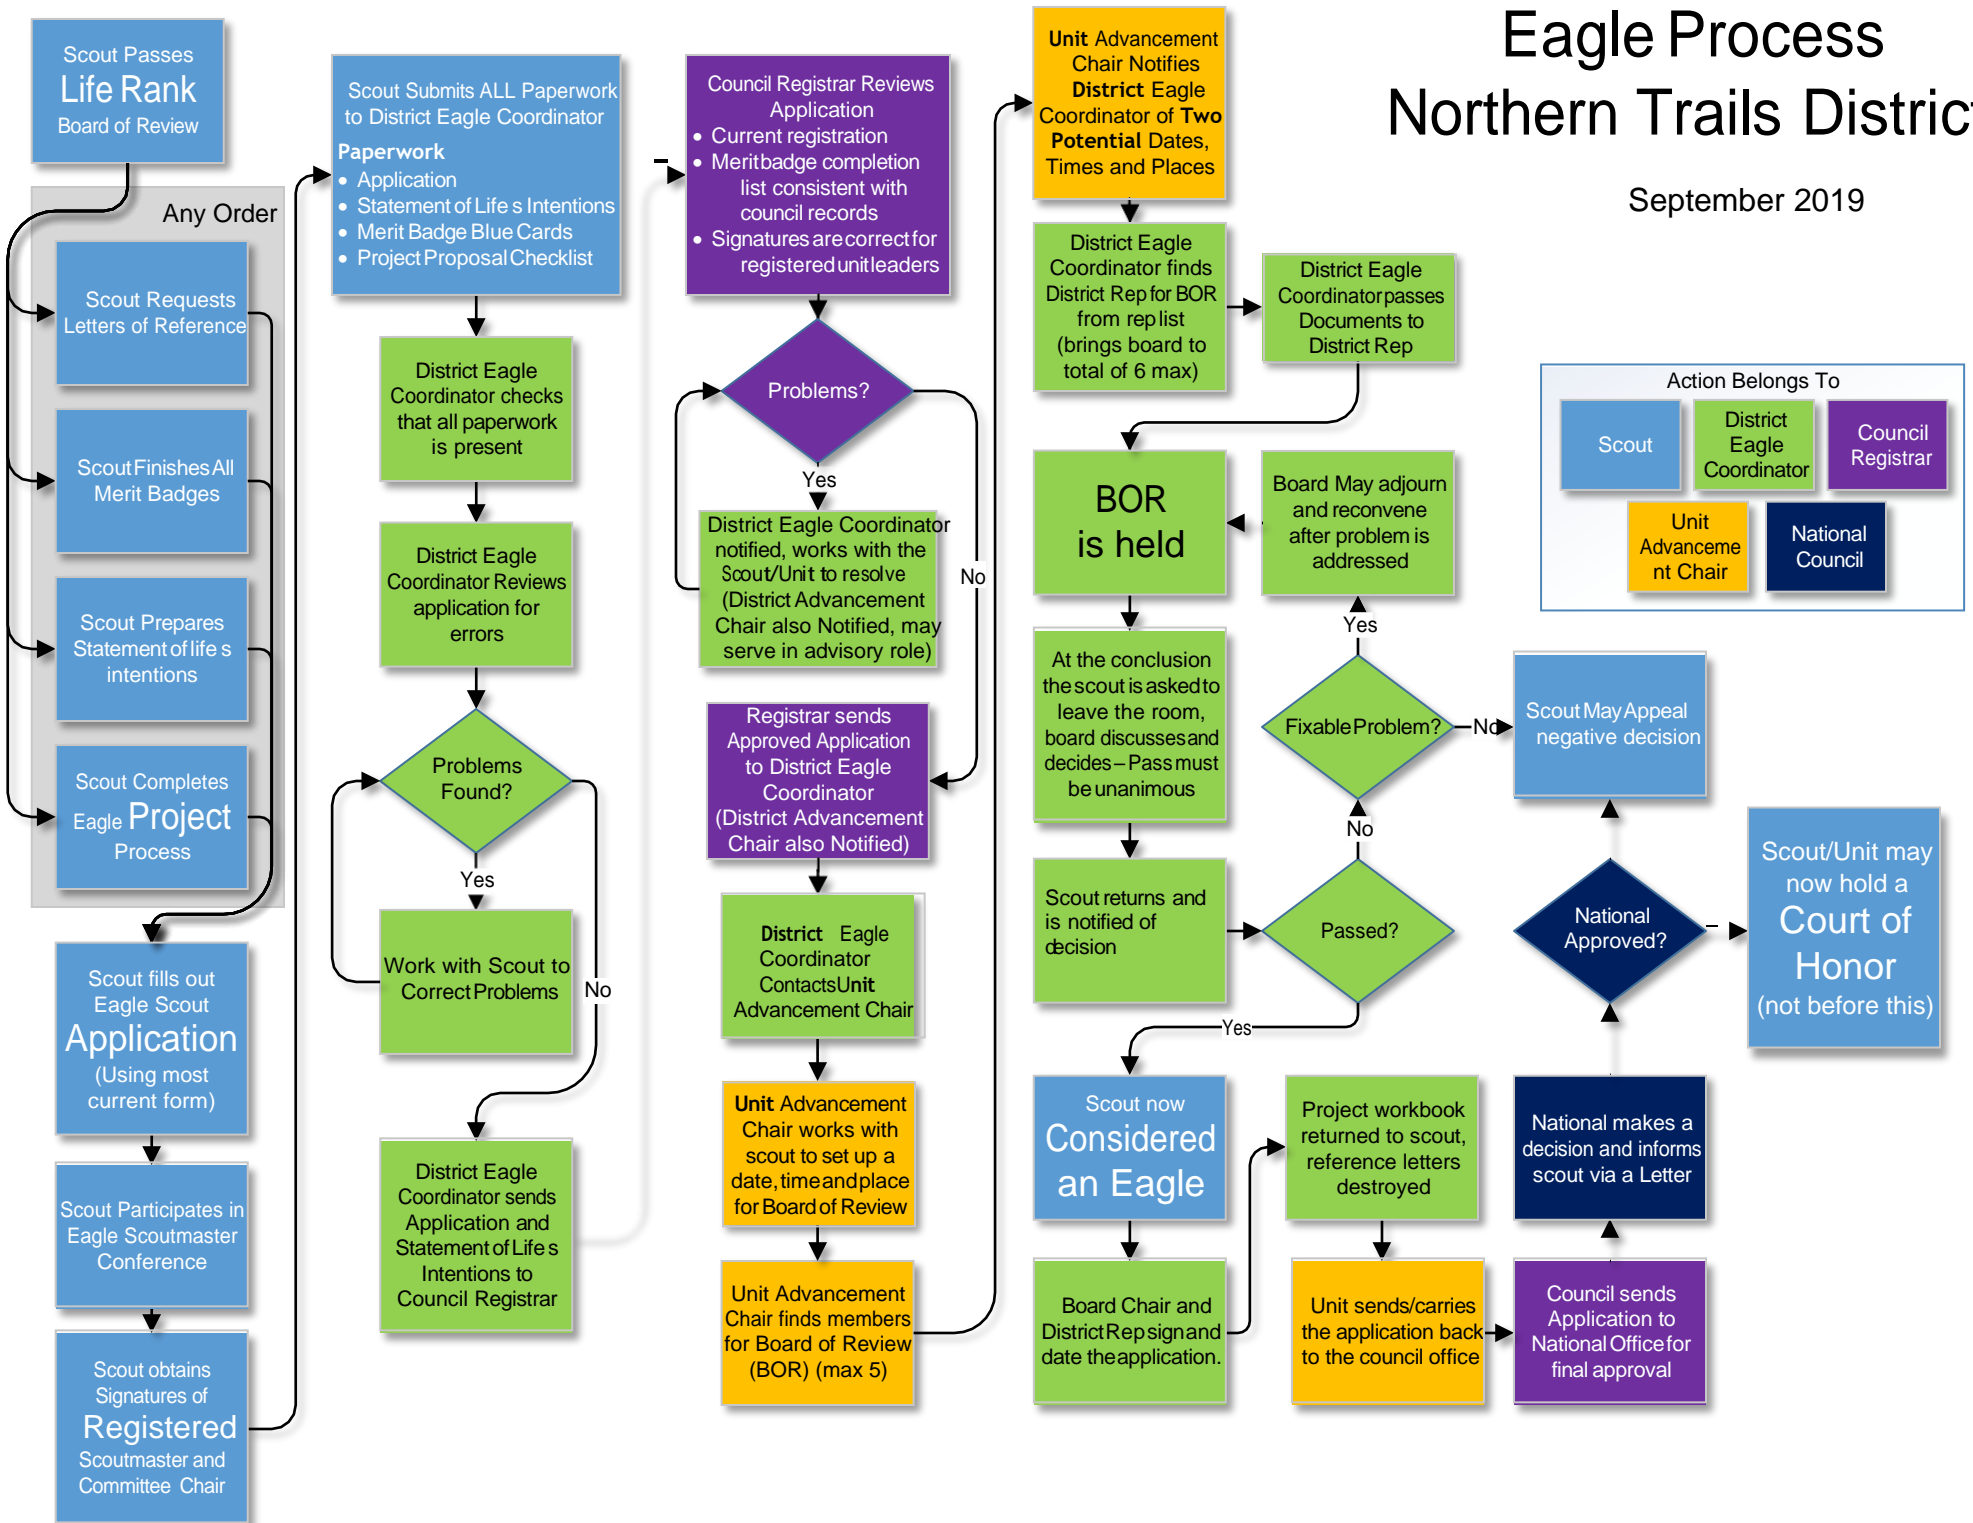 Eagle Process
Northern Trails Distric
September 2019
Scout Passes
Life Rank
Board of Review
Any Order
Scout Requests
Letters of Reference
Scout Finishes All
Merit Badges
Scout Prepares
Statement of life s
intentions
Scout Completes
Eagle Project
Process
Scout fills out
Eagle Scout
Application
(Using most
current form)
Scout Participates in
Eagle Scoutmaster
Conference
Scout obtains
Signatures of
Registered
Scoutmaster and
Committee Chair
Scout Submits ALL Paperwork
to District Eagle Coordinator
Paperwork
• Application
• Statement of Life s Intentions
• Merit Badge Blue Cards
• Project Proposal Checklist
District Eagle
Coordinator checks
that all paperwork
is present
District Eagle
Coordinator Reviews
application for
errors
Problems
Found?
Yes
Work with Scout to
Correct Problems
No
District Eagle
Coordinator sends
Application and
Statement of Life s
Intentions to
Council Registrar
Council Registrar Reviews
Application
• Current registration
• Meritbadge completion
list consistent with
council records
• Signatures are correct for
registered unit leaders
Problems?
Yes
No
District Eagle Coordinator
notified, works with the
Scout/Unit to resolve
(District Advancement
Chair also Notified, may
serve in advisory role)
Registrar sends
Approved Application
to District Eagle
Coordinator
(District Advancement
Chair also Notified)
District Eagle
Coordinator
Contacts Unit
Advancement Chair
Unit Advancement
Chair works with
scout to set up a
date, time and place
for Board of Review
Unit Advancement
Chair finds members
for Board of Review
(BOR) (max 5)
Unit Advancement
Chair Notifies
District Eagle
Coordinator of Two
Potential Dates,
Times and Places
District Eagle
Coordinator finds
District Rep for BOR
from rep list
(brings board to
total of 6 max)
District Eagle
Coordinator passes
Documents to
District Rep
BOR
is held
Board May adjourn
and reconvene
after problem is
addressed
Yes
At the conclusion
the scout is asked to
leave the room,
board discusses and
decides – Pass must
be unanimous
Fixable Problem?
No
Scout May Appeal
negative decision
No
Scout returns and
is notified of
decision
Passed?
Yes
Scout now
Considered
an Eagle
Board Chair and
District Rep sign and
date the application.
Project workbook
returned to scout,
reference letters
destroyed
Unit sends/carries
the application back
to the council office
Council sends
Application to
National Office for
final approval
National makes a
decision and informs
scout via a Letter
National
Approved?
Scout/Unit may
now hold a
Court of
Honor
(not before this)
Action Belongs To
Scout
District
Eagle
Coordinator
Council
Registrar
Unit
Advanceme
nt Chair
National
Council